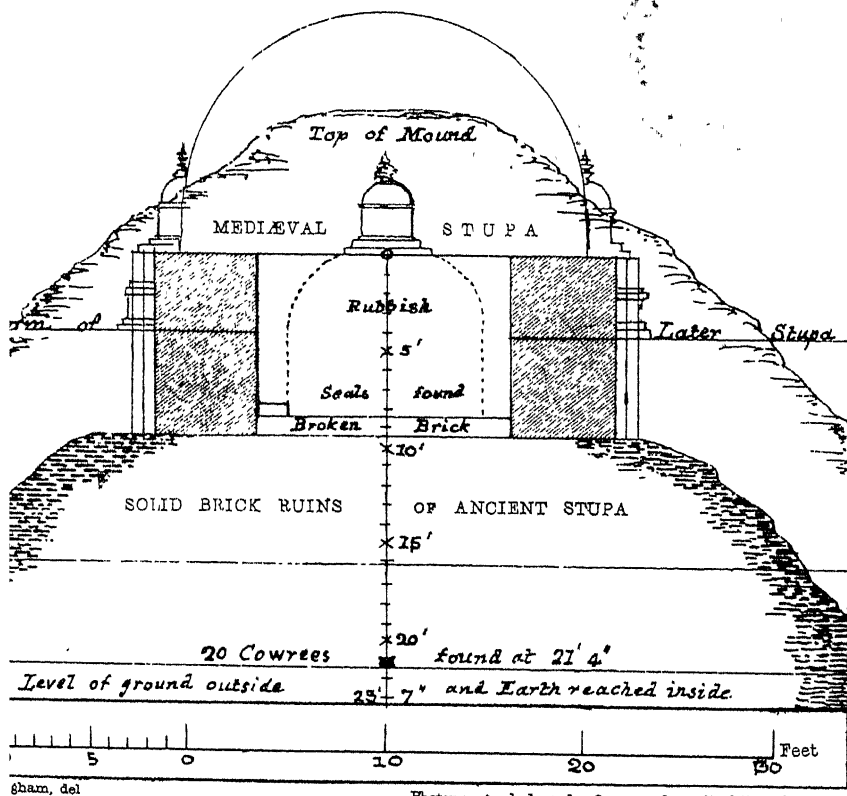 Top of Mound
MEDIÆVAL STUPA
Rubbish
of Later Stupa
5'
Seals found
Broken Brick
10'
SOLID BRICK RUINS OF ANCIENT STUPA
15'
20'
20 Cowrees found at 21' 4"
Level of ground outside 23' 7" and Earth reached inside.
5 0 10 20 30 Feet
gham, del